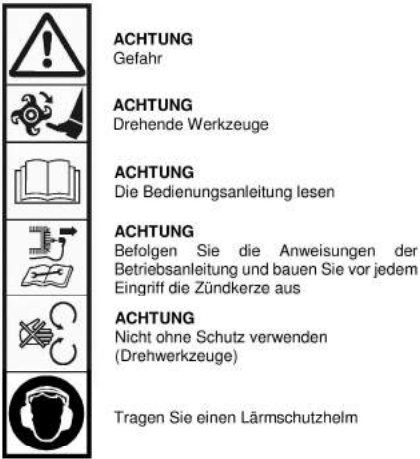 ACHTUNG
Gefahr
ACHTUNG
Drehende Werkzeuge
ACHTUNG
Die Bedienungsanleitung lesen
ACHTUNG
Befolgen Sie die Anweisungen der
Betriebsanleitung und bauen Sie vor jedem
Eingriff die Zündkerze aus
ACHTUNG
Nicht ohne Schutz verwenden
(Drehwerkzeuge)
Tragen Sie einen Lärmschutzhelm